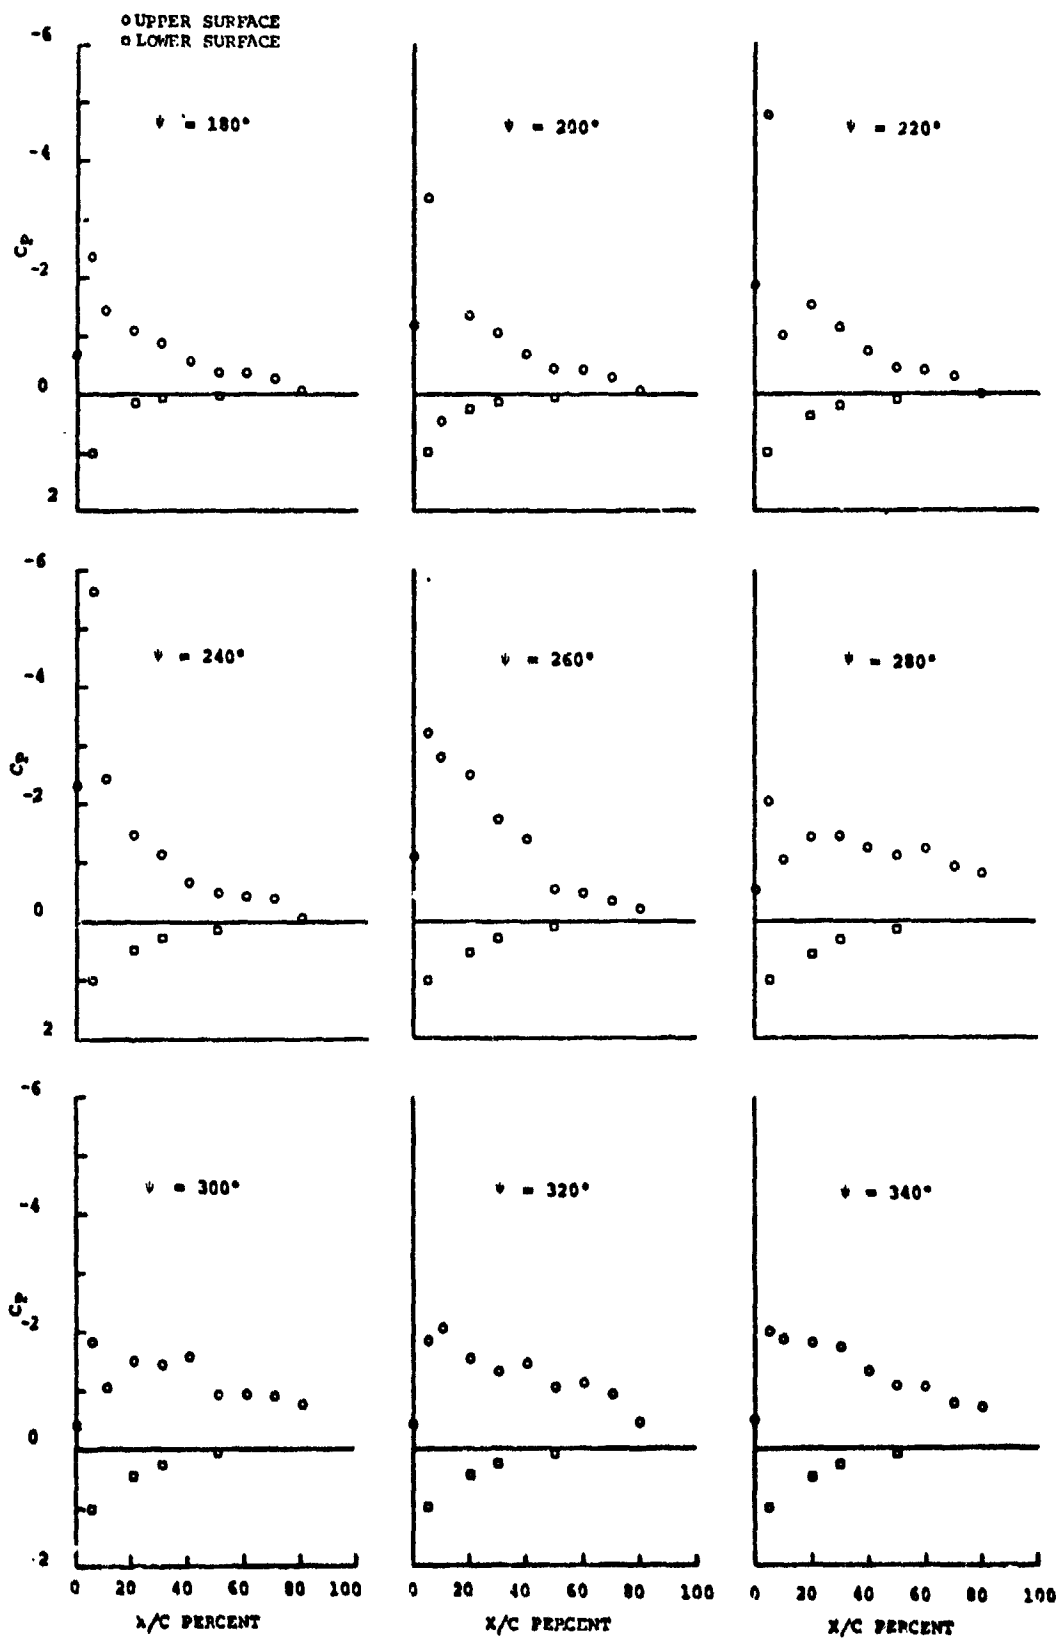 o UPPER SURFACE
□ LOWER SURFACE
-6
-4
-2
0
2
Cp
ψ = 180°
ψ = 200°
ψ = 220°
-6
-4
-2
0
2
Cp
ψ = 240°
ψ = 260°
ψ = 280°
-6
-4
-2
0
2
Cp
ψ = 300°
ψ = 320°
ψ = 340°
0 20 40 60 80 100
0 20 40 60 80 100
0 20 40 60 80 100
X/C PERCENT
X/C PERCENT
X/C PERCENT